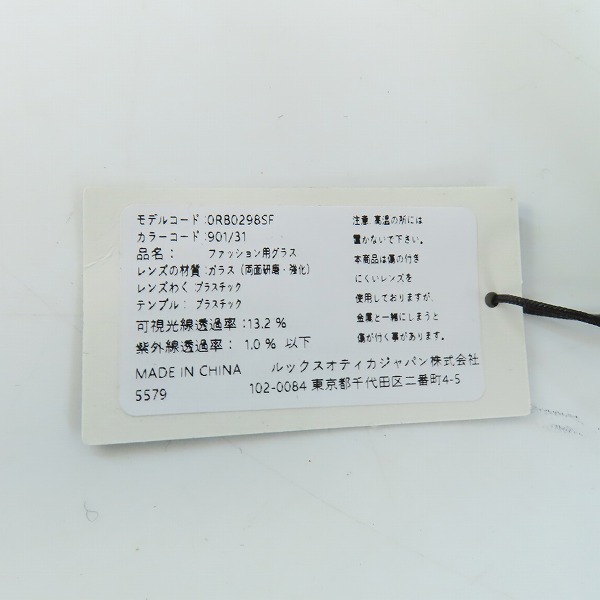 モデルコード:0RB0298SF
カラーコード:901/31
品名: ファッション用グラス
レンズの材質:ガラス(両面研磨・強化)
レンズわく:プラスチック
テンプル: プラスチック
可視光線透過率:13.2 %
紫外線透過率: 1.0 % 以下
MADE IN CHINA ルックスオティカジャパン株式会社
5579 102-0084 東京都千代田区二番町4-5
注意:高温の所には
置かないで下さい。
本商品は傷の付き
にくいレンズを
使用しておりますが、
金属と一緒にしまうと
傷が付く事があります。